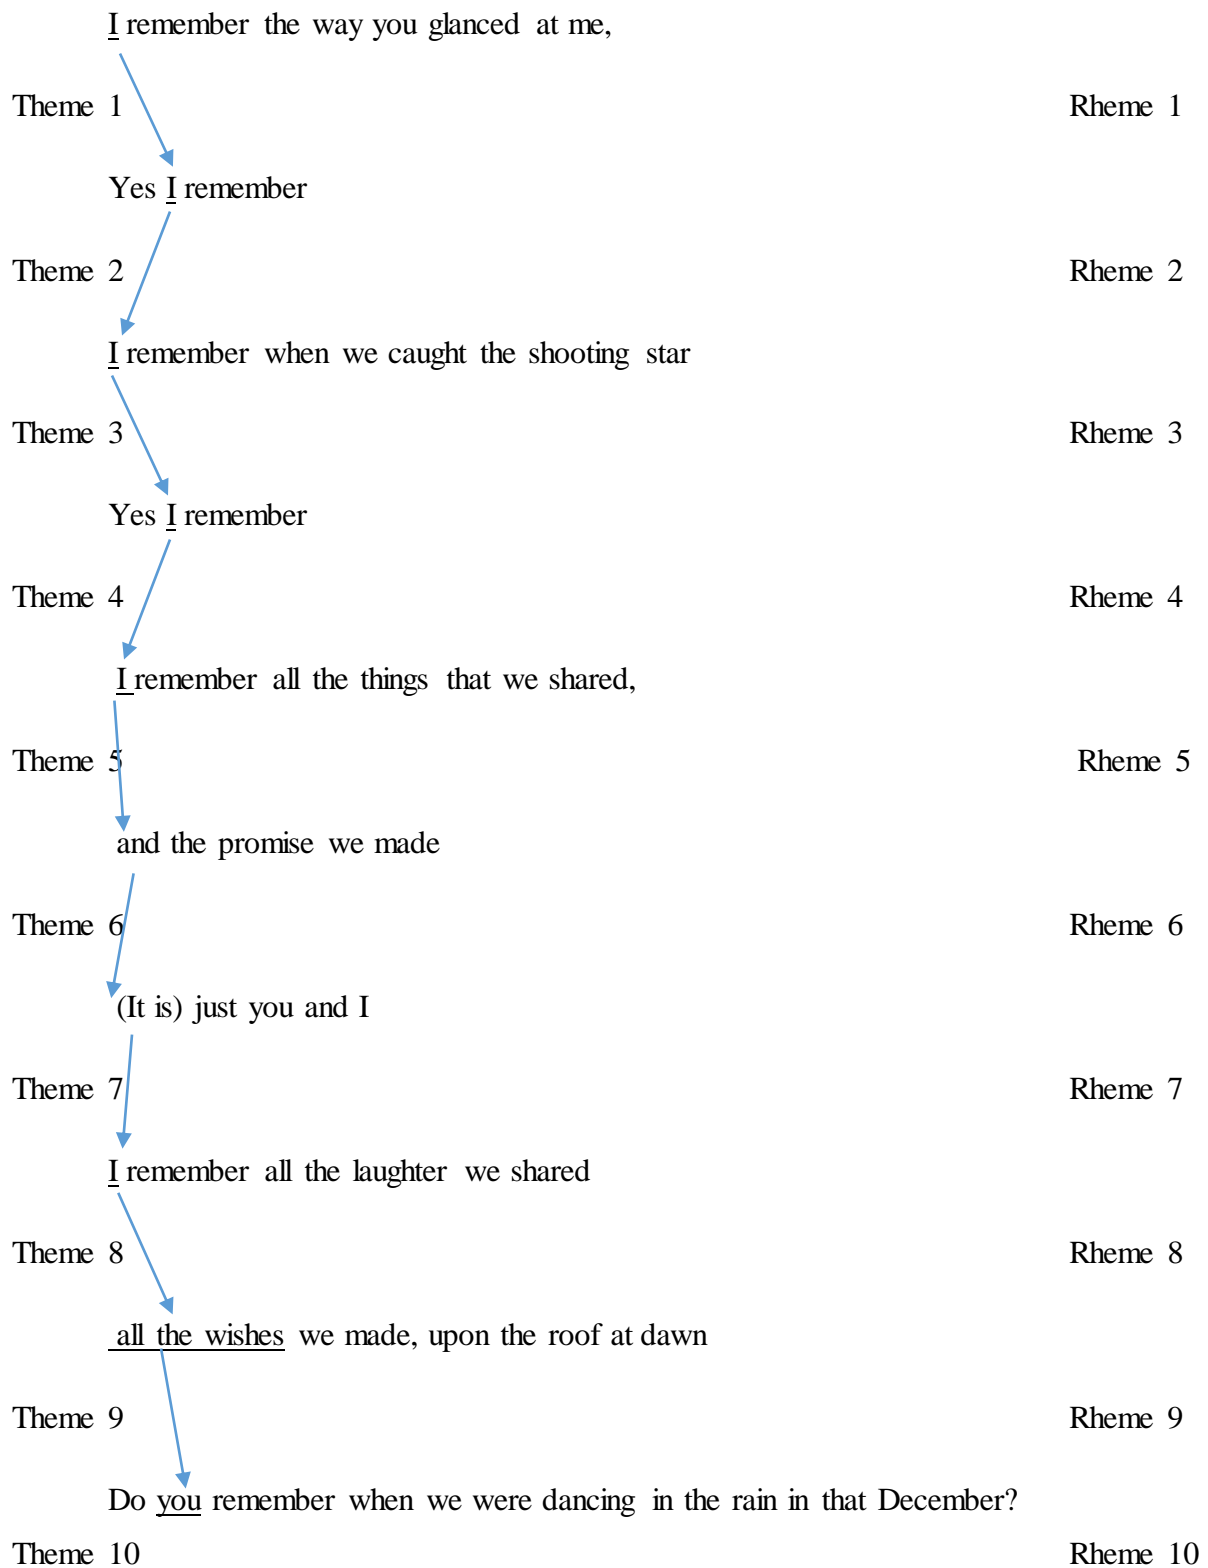 I remember the way you glanced at me,
Theme 1 Rheme 1
Yes I remember
Theme 2 Rheme 2
I remember when we caught the shooting star
Theme 3 Rheme 3
Yes I remember
Theme 4 Rheme 4
I remember all the things that we shared,
Theme 5 Rheme 5
and the promise we made
Theme 6 Rheme 6
(It is) just you and I
Theme 7 Rheme 7
I remember all the laughter we shared
Theme 8 Rheme 8
all the wishes we made, upon the roof at dawn
Theme 9 Rheme 9
Do you remember when we were dancing in the rain in that December?
Theme 10 Rheme 10